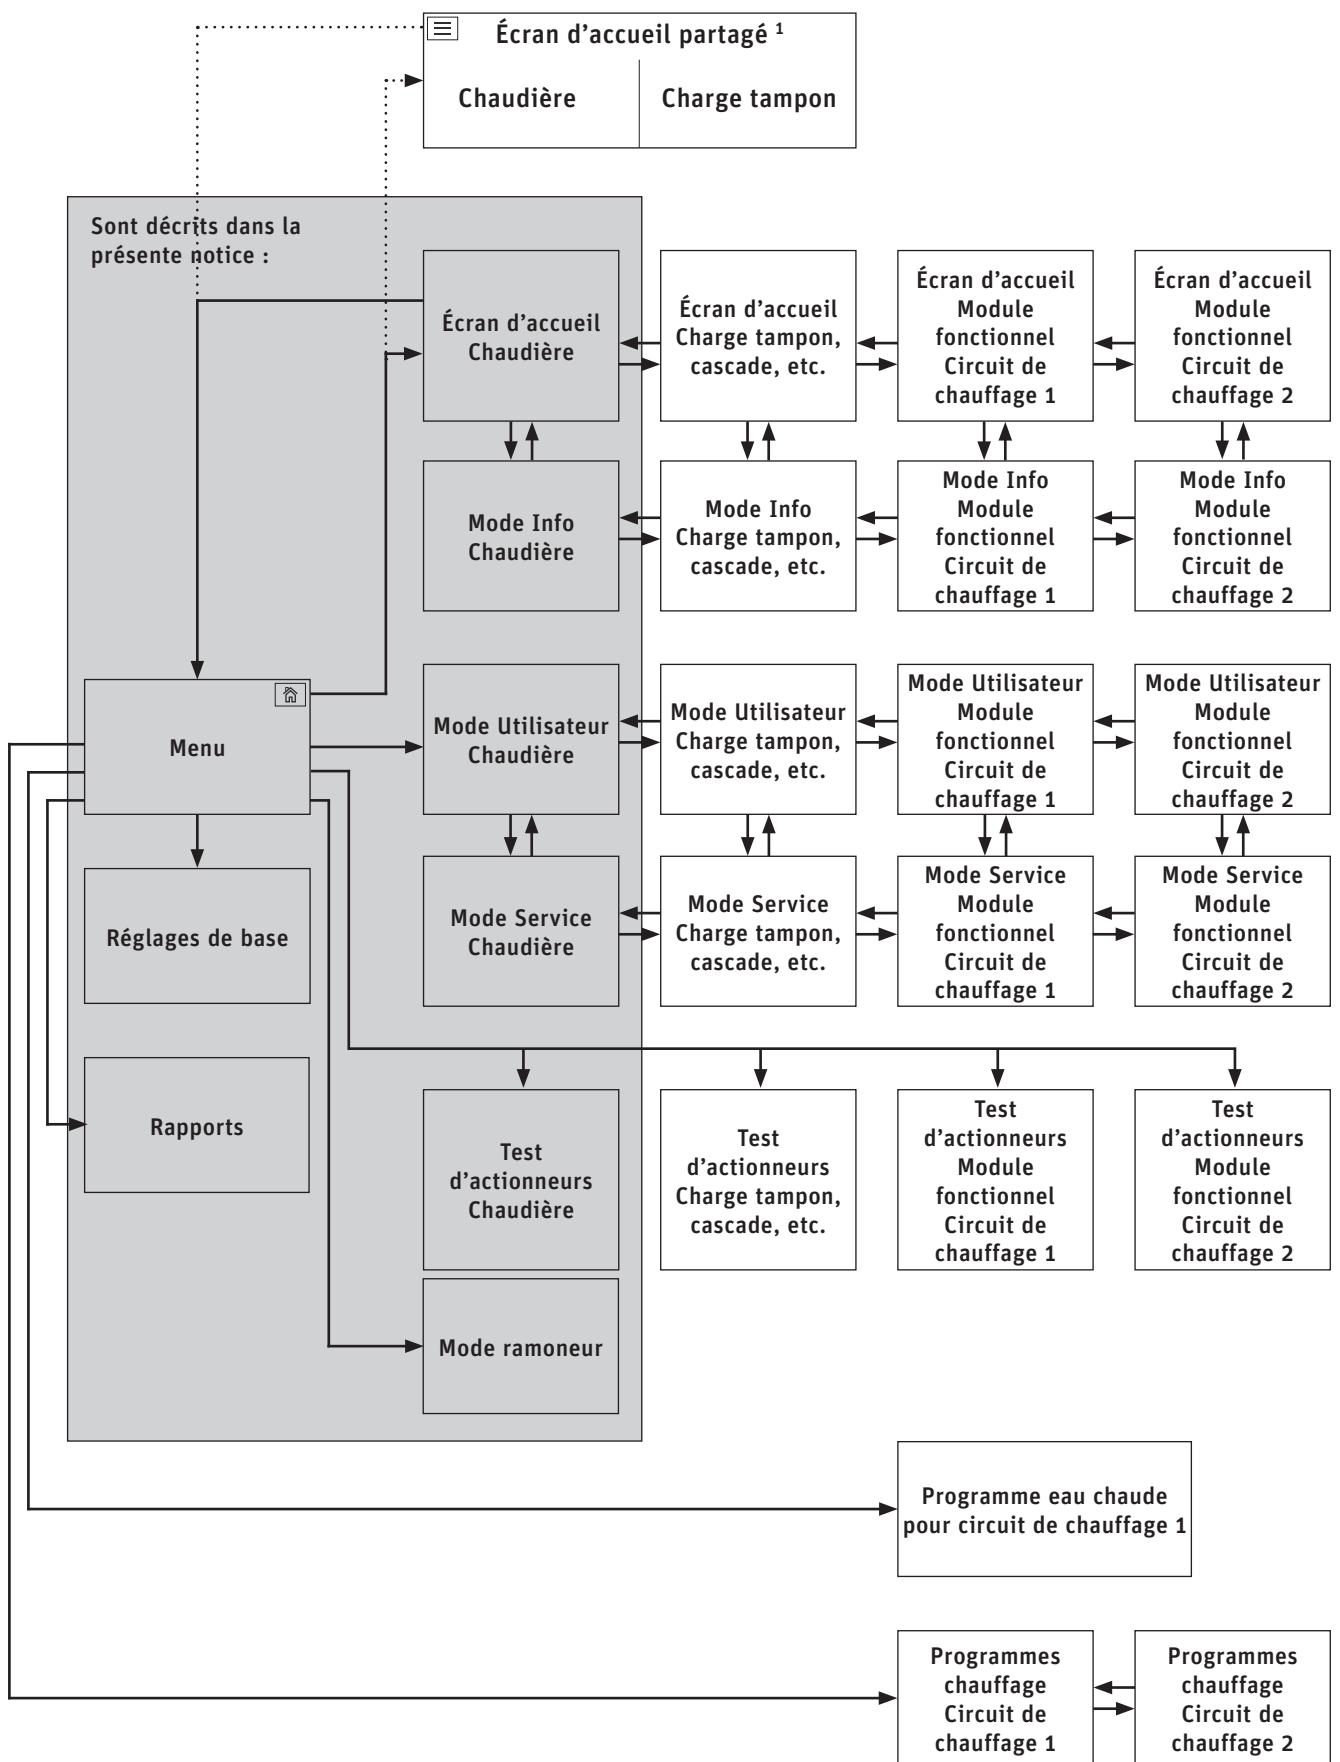 Écran d’accueil partagé 1
Chaudière
Charge tampon
Sont décrits dans la
présente notice :
Écran d’accueil
Chaudière
Écran d’accueil
Charge tampon,
cascade, etc.
Écran d’accueil
Module
fonctionnel
Circuit de
chauffage 1
Écran d’accueil
Module
fonctionnel
Circuit de
chauffage 2
Mode Info
Chaudière
Mode Info
Charge tampon,
cascade, etc.
Mode Info
Module
fonctionnel
Circuit de
chauffage 1
Mode Info
Module
fonctionnel
Circuit de
chauffage 2
Menu
Mode Utilisateur
Chaudière
Mode Utilisateur
Charge tampon,
cascade, etc.
Mode Utilisateur
Module
fonctionnel
Circuit de
chauffage 1
Mode Utilisateur
Module
fonctionnel
Circuit de
chauffage 2
Réglages de base
Mode Service
Chaudière
Mode Service
Charge tampon,
cascade, etc.
Mode Service
Module
fonctionnel
Circuit de
chauffage 1
Mode Service
Module
fonctionnel
Circuit de
chauffage 2
Rapports
Test
d’actionneurs
Chaudière
Test
d’actionneurs
Charge tampon,
cascade, etc.
Test
d’actionneurs
Module
fonctionnel
Circuit de
chauffage 1
Test
d’actionneurs
Module
fonctionnel
Circuit de
chauffage 2
Mode ramoneur
Programme eau chaude
pour circuit de chauffage 1
Programmes
chauffage
Circuit de
chauffage 1
Programmes
chauffage
Circuit de
chauffage 2